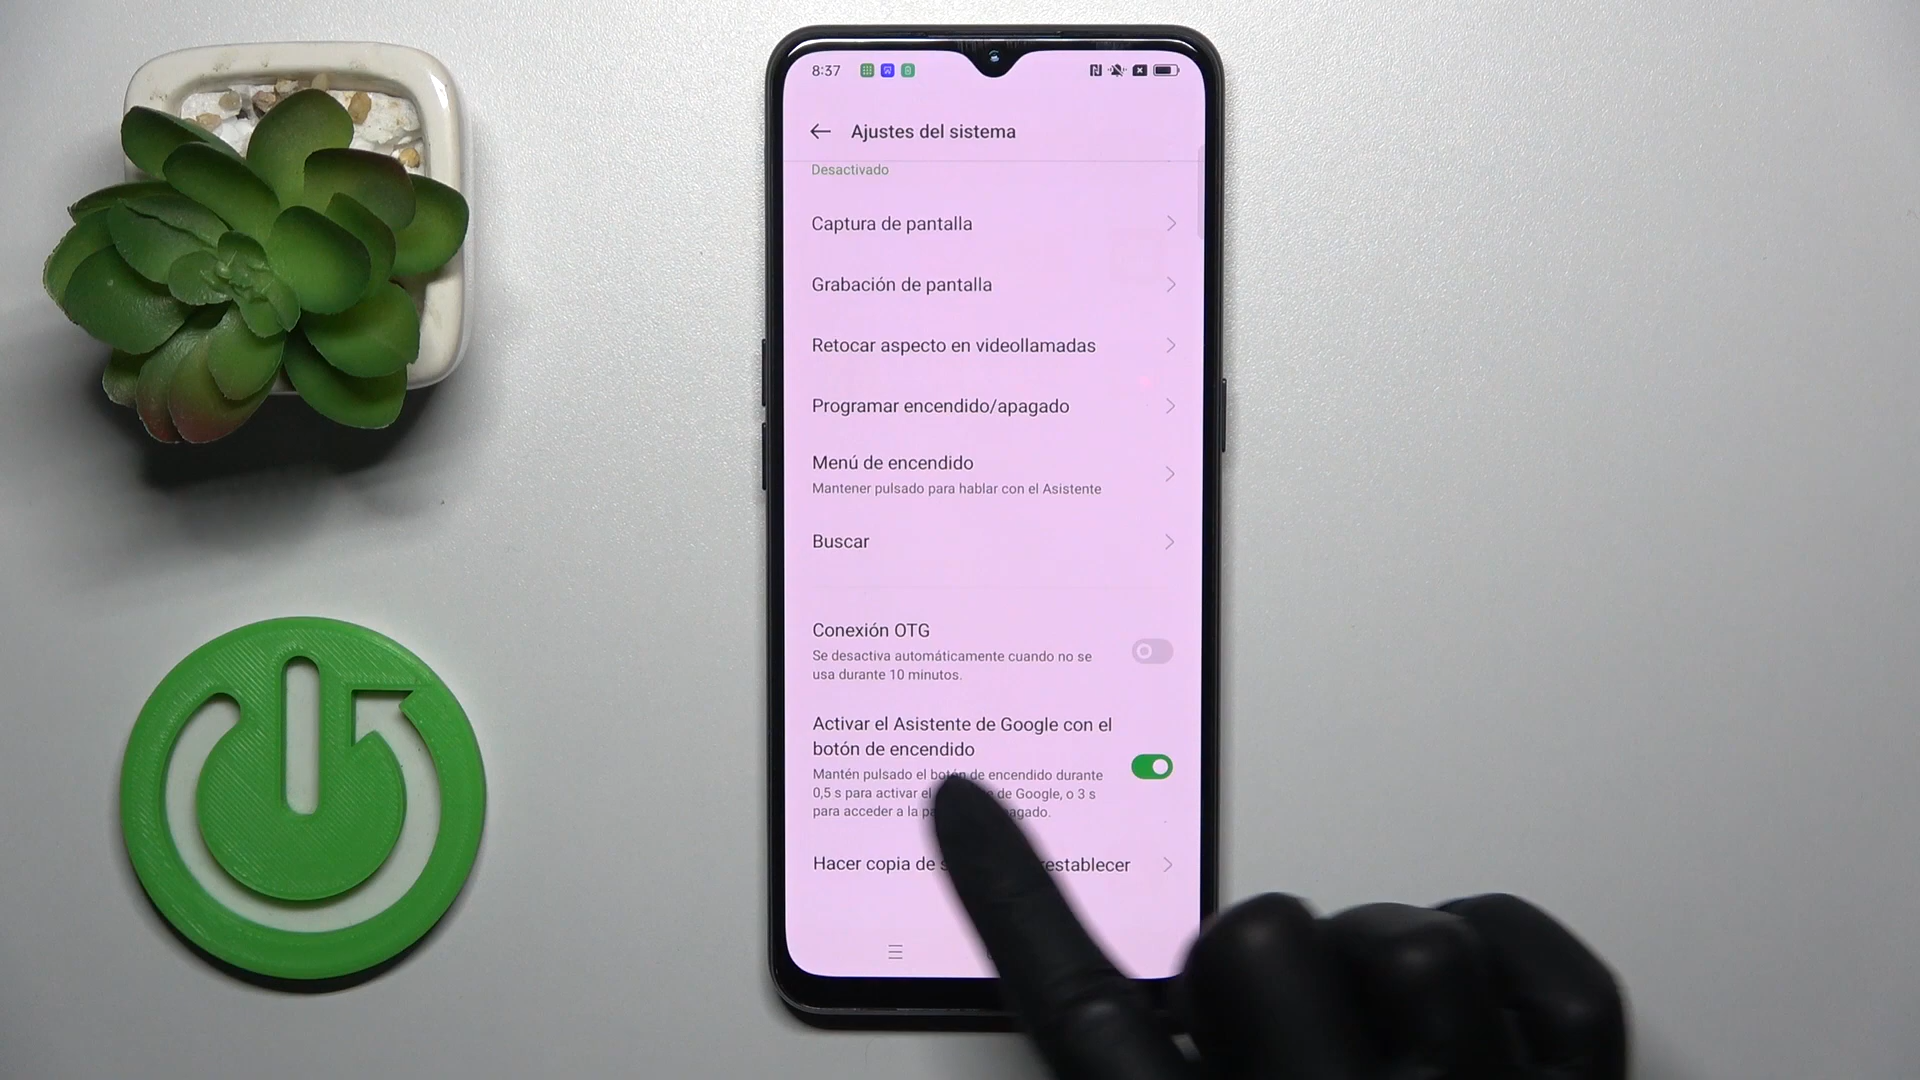 8:37
Ajustes del sistema
Desactivado
Captura de pantalla
Grabación de pantalla
Retocar aspecto en videollamadas
Programar encendido/apagado
Menú de encendido
Mantener pulsado para hablar con el Asistente
Buscar
Conexión OTG
Se desactiva automáticamente cuando no se
usa durante 10 minutos.
Activar el Asistente de Google con el
botón de encendido
Mantén pulsado el botón de encendido durante
0,5 s para activar el de Google, o 3 s
para acceder a la
Hacer copia de restablecer